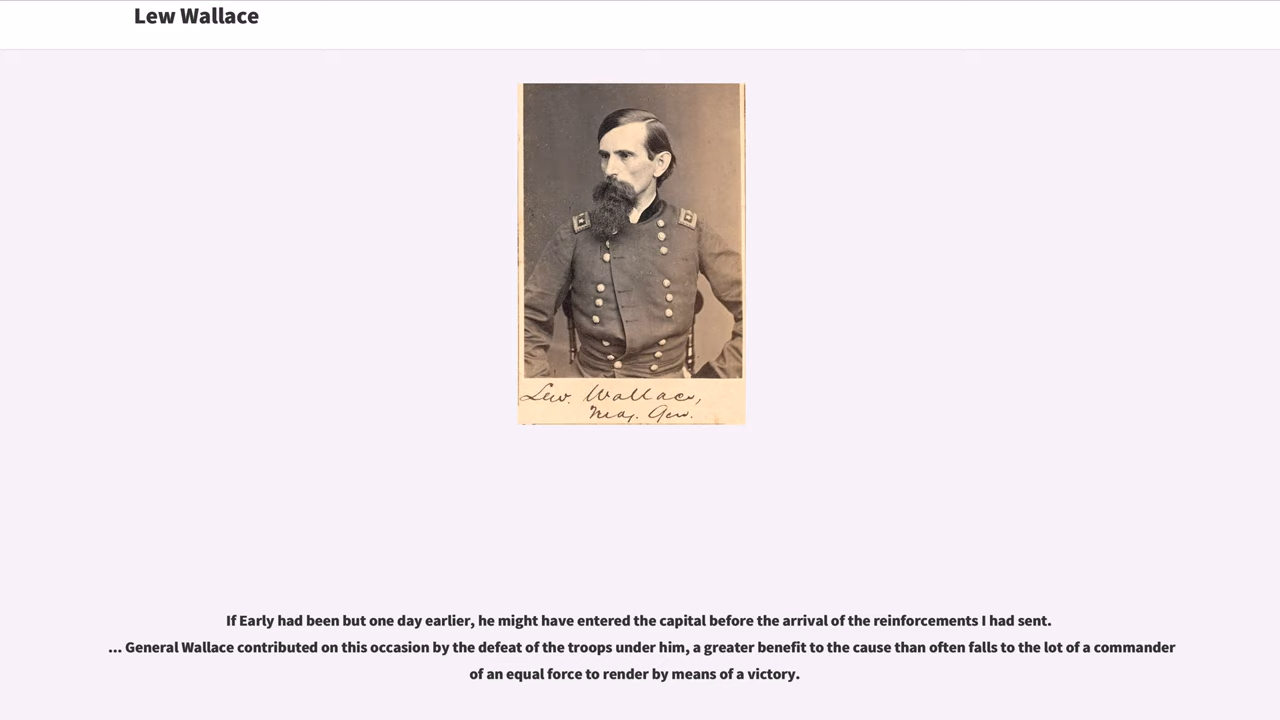 Lew Wallace
Lew. Wallace,
Maj. Gen.
If Early had been but one day earlier, he might have entered the capital before the arrival of the reinforcements I had sent.
... General Wallace contributed on this occasion by the defeat of the troops under him, a greater benefit to the cause than often falls to the lot of a commander
of an equal force to render by means of a victory.